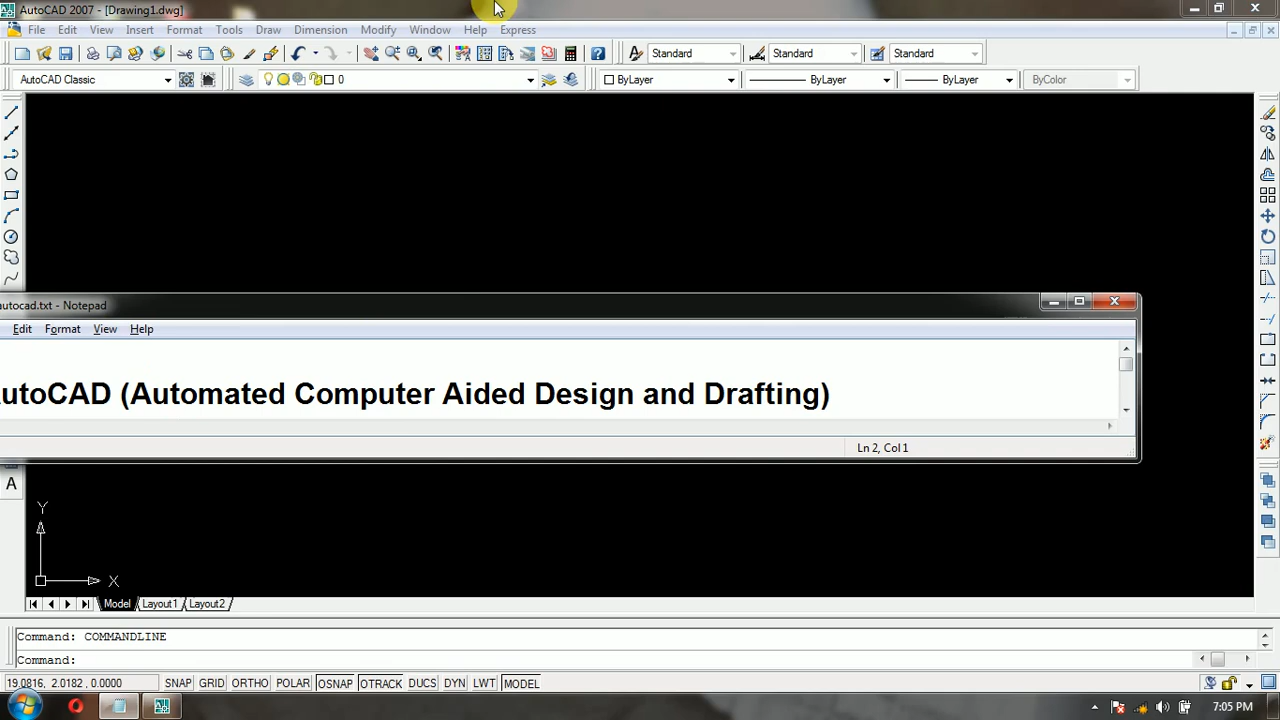 AutoCAD 2007 - [Drawing1.dwg]
File Edit View Insert Format Tools Draw Dimension Modify Window Help Express
Standard Standard Standard
AutoCAD Classic 0 ByLayer ByLayer ByLayer ByColor
autocad.txt - Notepad
Edit Format View Help
utoCAD (Automated Computer Aided Design and Drafting)
Ln 2, Col 1
A
Y
X
Model Layout1 Layout2
Command: COMMANDLINE
Command:
19.0816, 2.0182, 0.0000 SNAP GRID ORTHO POLAR OSNAP OTRACK DUCS DYN LWT MODEL
7:05 PM